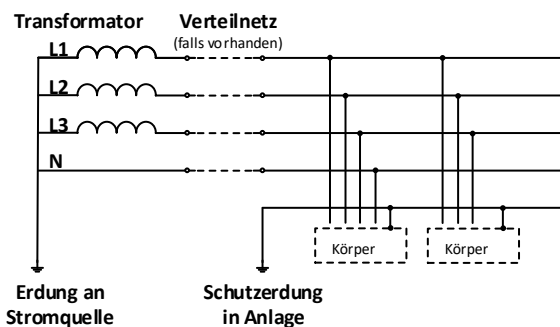 Transformator
Verteilnetz
(falls vorhanden)
L1
L2
L3
N
Körper
Körper
Erdung an
Stromquelle
Schutzerdung
in Anlage